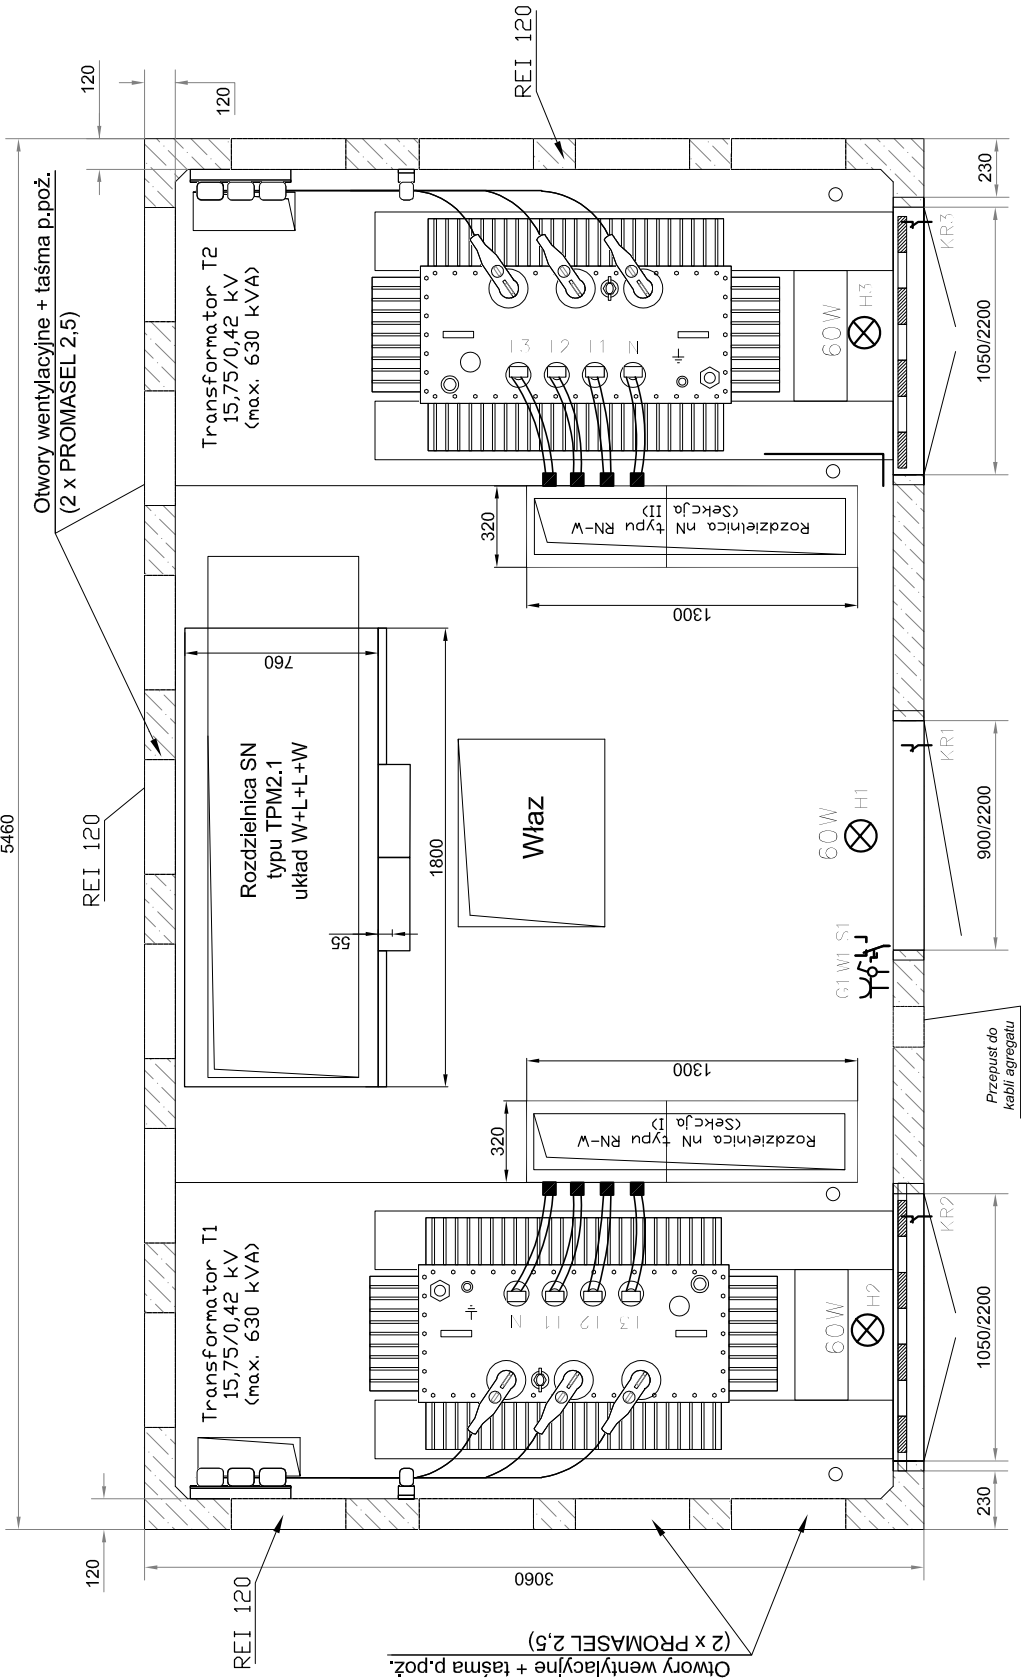 5460
120
120
REI 120
Otwory wentylacyjne + taśma p.poż.
(2 x PROMASEL 2,5)
Transformator T2
15,75/0,42 kV
(max. 630 kVA)
L3
L2
L1
N
60W
H3
KR3
230
1050/2200
320
1300
Rozdzielnica nN typu RN-W
(Sekcja II)
REI 120
760
Rozdzielnica SN
typu TPM2.1
układ W+L+L+W
55
1800
Właz
60W
H1
KR1
900/2200
G1 W1 S1
Przepust do
kabli agregatu
320
1300
Rozdzielnica nN typu RN-W
(Sekcja I)
Transformator T1
15,75/0,42 kV
(max. 630 kVA)
N
L1
L2
L3
60W
H2
KR2
1050/2200
230
120
REI 120
3060
Otwory wentylacyjne + taśma p.poż.
(2 x PROMASEL 2,5)